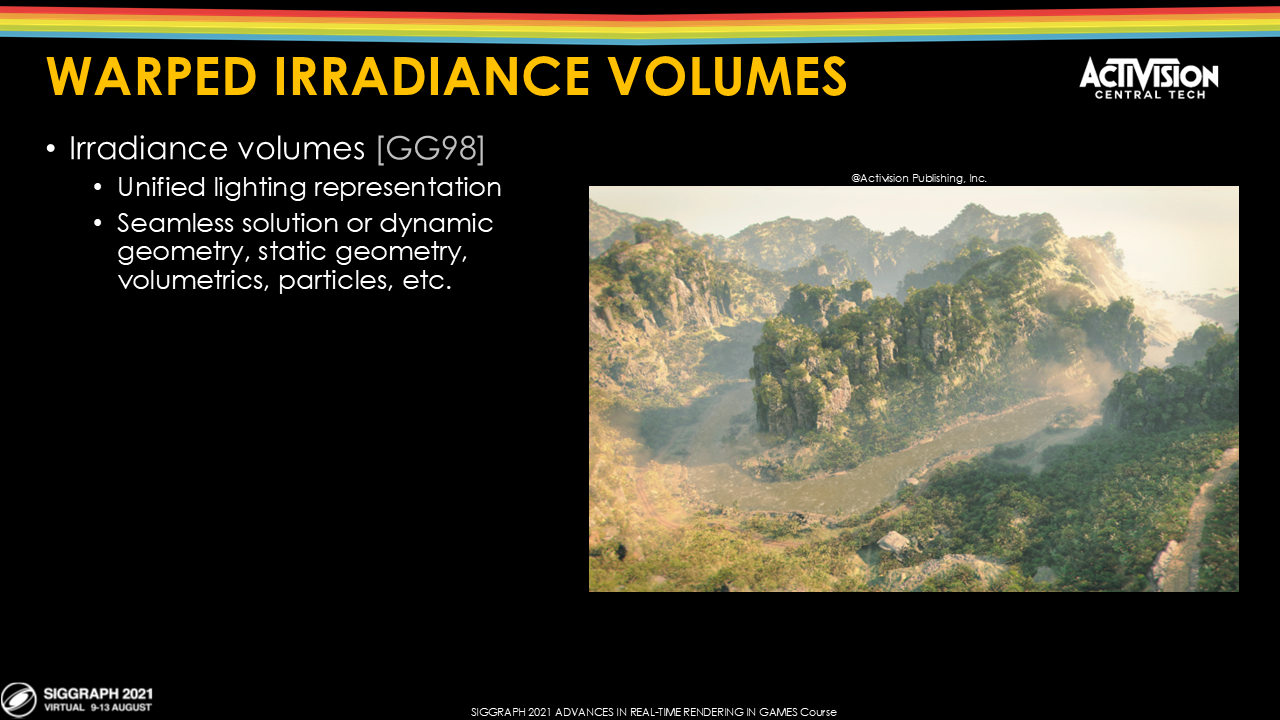 WARPED IRRADIANCE VOLUMES
ACTIVISION
CENTRAL TECH
• Irradiance volumes [GG98]
• Unified lighting representation
• Seamless solution or dynamic
geometry, static geometry,
volumetrics, particles, etc.
@Activision Publishing, Inc.
SIGGRAPH 2021
VIRTUAL 9-13 AUGUST
SIGGRAPH 2021 ADVANCES IN REAL-TIME RENDERING IN GAMES Course